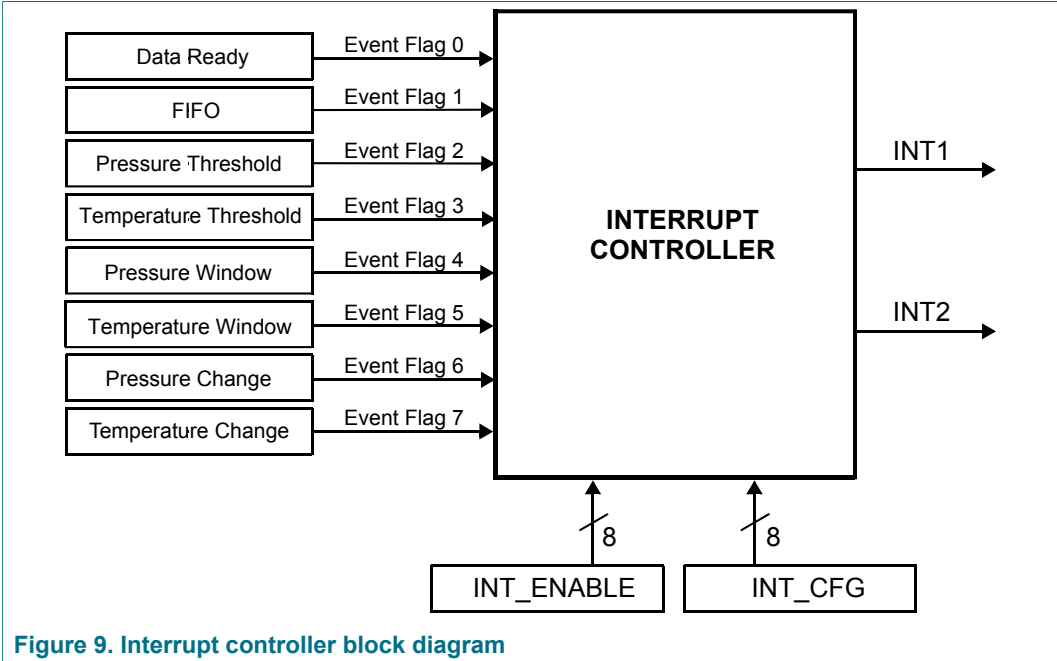 Data Ready
Event Flag 0
FIFO
Event Flag 1
Pressure Threshold
Event Flag 2
Temperature Threshold
Event Flag 3
Pressure Window
Event Flag 4
Temperature Window
Event Flag 5
Pressure Change
Event Flag 6
Temperature Change
Event Flag 7
INTERRUPT
CONTROLLER
INT1
INT2
8
8
INT_ENABLE
INT_CFG
Figure 9. Interrupt controller block diagram